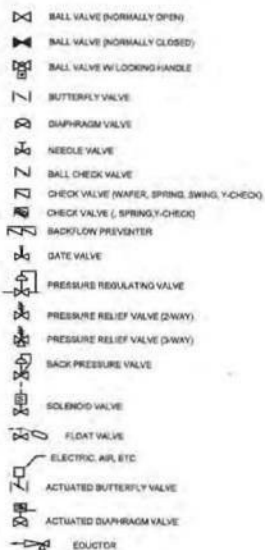 BALL VALVE (NORMALLY OPEN)
BALL VALVE (NORMALLY CLOSED)
BALL VALVE W/ LOCKING HANDLE
BUTTERFLY VALVE
DIAPHRAGM VALVE
NEEDLE VALVE
BALL CHECK VALVE
CHECK VALVE (WAFER, SPRING, SWING, Y-CHECK)
CHECK VALVE (, SPRING,Y-CHECK)
BACKFLOW PREVENTER
GATE VALVE
PRESSURE REGULATING VALVE
PRESSURE RELIEF VALVE (2-WAY)
PRESSURE RELIEF VALVE (3-WAY)
BACK PRESSURE VALVE
SOLENOID VALVE
FLOAT VALVE
ELECTRIC, AIR, ETC.
ACTUATED BUTTERFLY VALVE
ACTUATED DIAPHRAGM VALVE
EDUCTOR